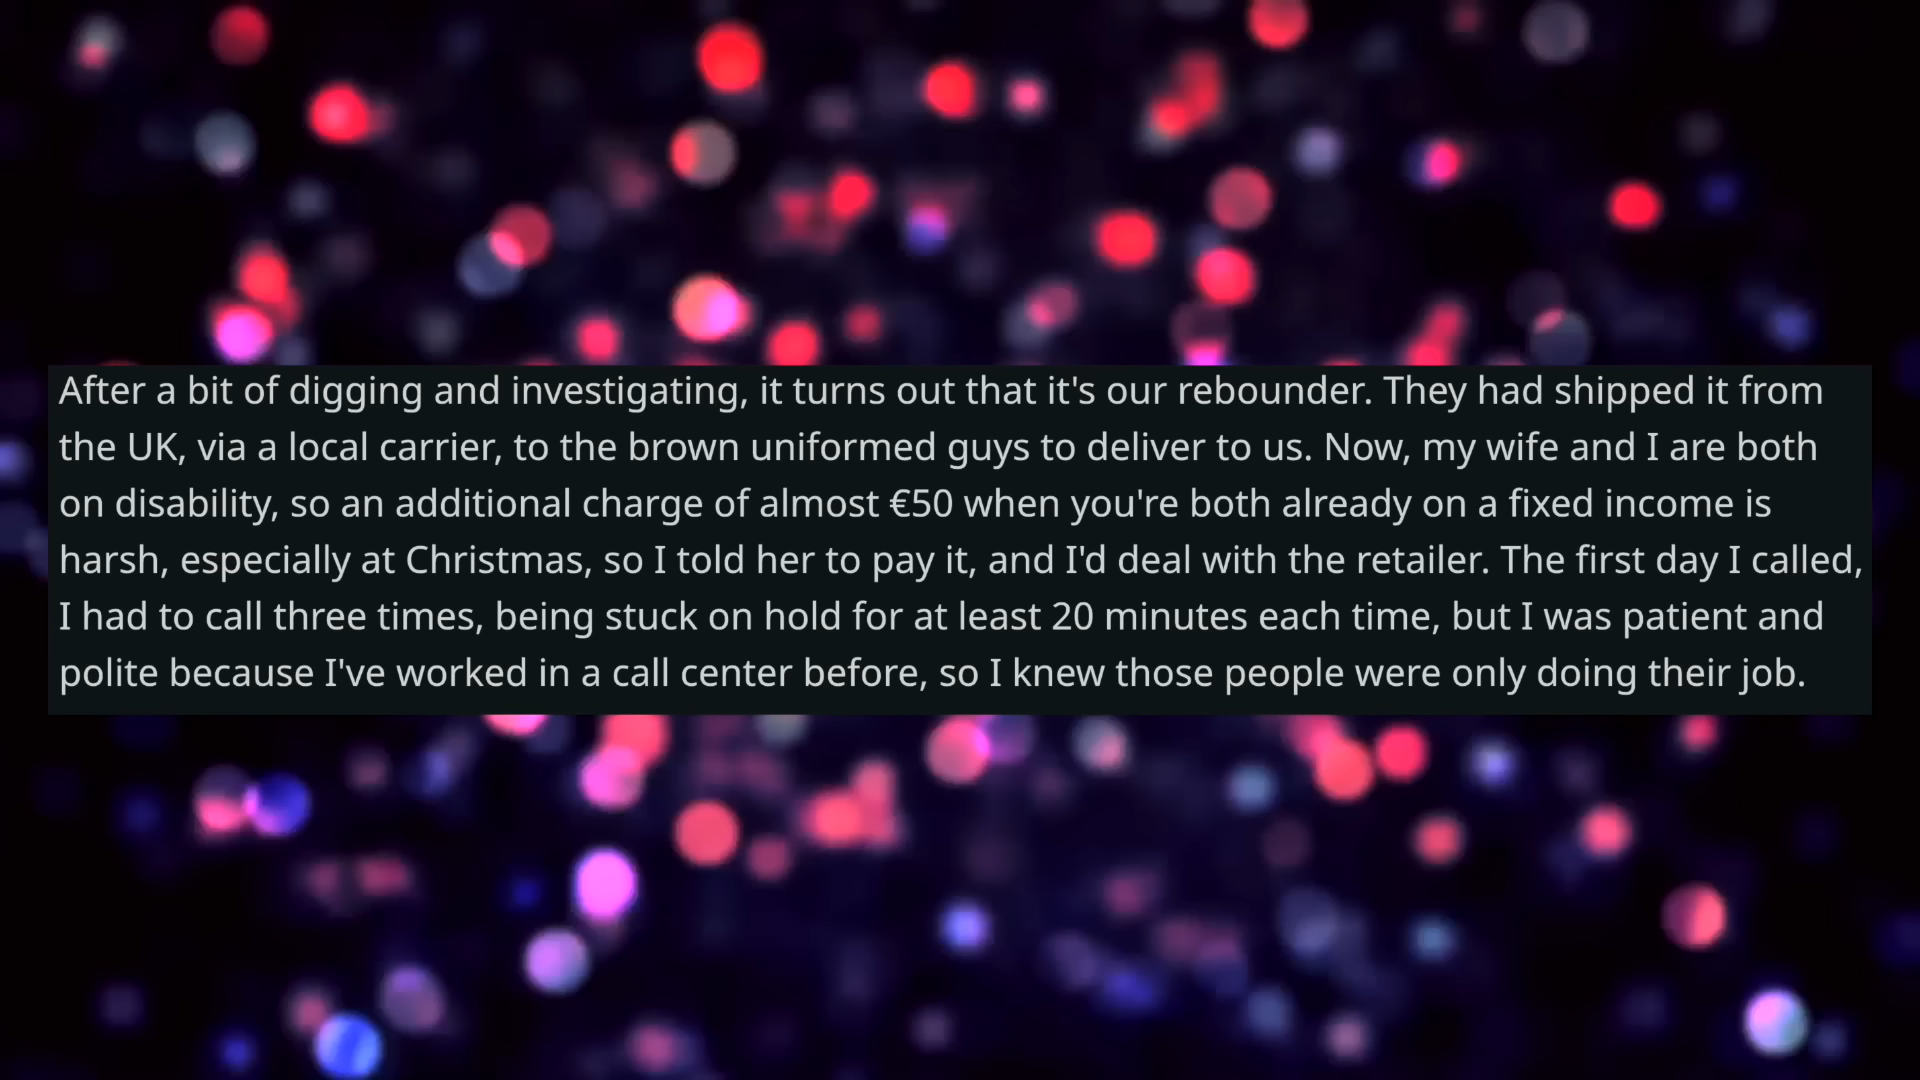 After a bit of digging and investigating, it turns out that it's our rebounder. They had shipped it from
the UK, via a local carrier, to the brown uniformed guys to deliver to us. Now, my wife and I are both
on disability, so an additional charge of almost €50 when you're both already on a fixed income is
harsh, especially at Christmas, so I told her to pay it, and I'd deal with the retailer. The first day I called,
I had to call three times, being stuck on hold for at least 20 minutes each time, but I was patient and
polite because I've worked in a call center before, so I knew those people were only doing their job.